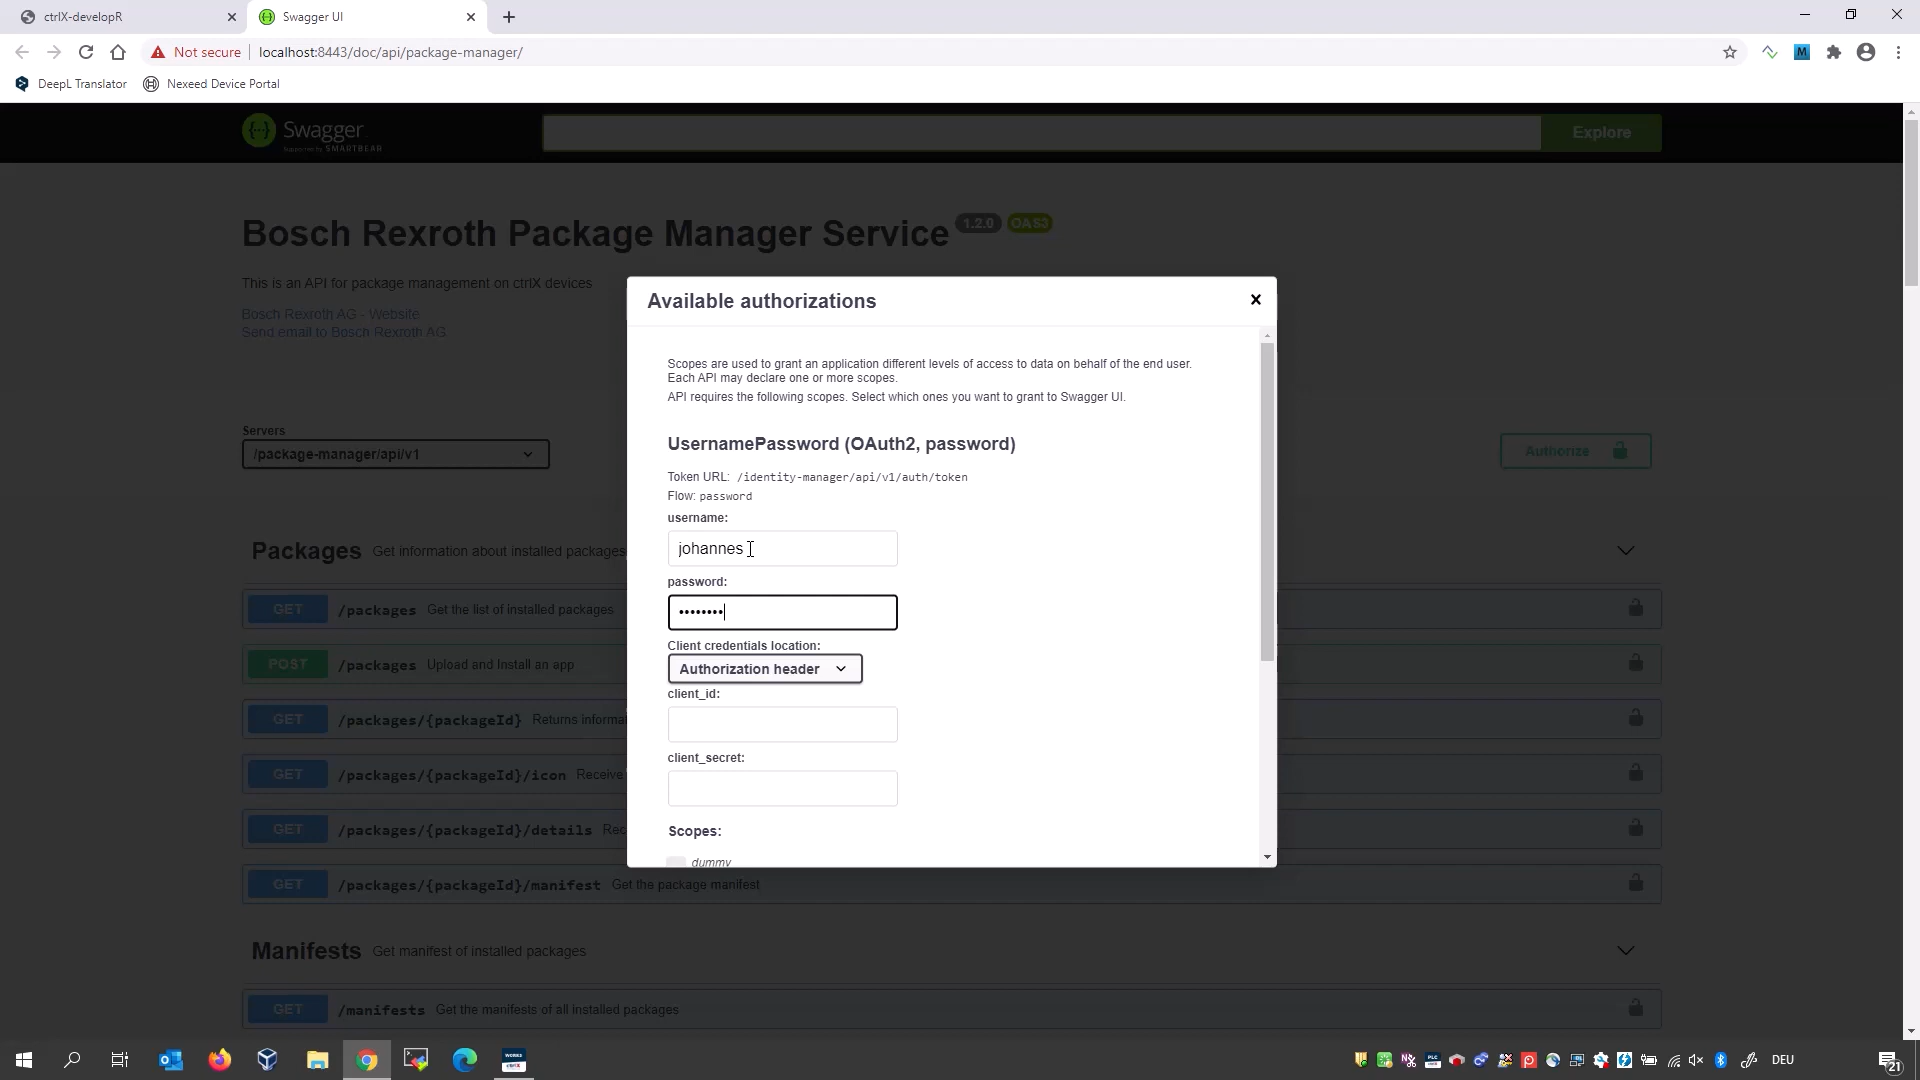 ctrlX-developR
Swagger UI
Not secure
localhost:8443/doc/api/package-manager/
M
DeepL Translator
Nexeed Device Portal
Swagger
Supported by SMARTBEAR
Explore
Bosch Rexroth Package Manager Service 1.2.0 OAS3
This is an API for package management on ctrlX devices
Bosch Rexroth AG - Website
Send email to Bosch Rexroth AG
Servers
/package-manager/api/v1
Authorize
Packages Get information about installed packages
GET /packages Get the list of installed packages
POST /packages Upload and Install an app
GET /packages/{packageId}
GET /packages/{packageId}/icon Receive
GET /packages/{packageId}/details
GET /packages/{packageId}/manifest Get the package manifest
Manifests Get manifest of installed packages
GET /manifests Get the manifests of all installed packages
Available authorizations
Scopes are used to grant an application different levels of access to data on behalf of the end user.
Each API may declare one or more scopes.
API requires the following scopes. Select which ones you want to grant to Swagger UI.
UsernamePassword (OAuth2, password)
Token URL: /identity-manager/api/v1/auth/token
Flow: password
username:
johannes
password:
••••••••
Client credentials location:
Authorization header
client_id:
client_secret:
Scopes:
dummy
WORKS
DEU
21